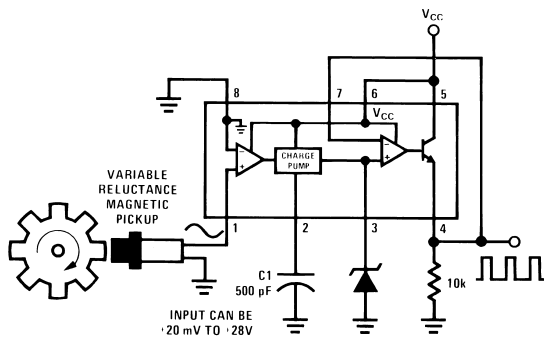 VCC
8
7
6
5
VCC
−
+
CHARGE
PUMP
−
+
VARIABLE
RELUCTANCE
MAGNETIC
PICKUP
1
2
3
4
C1
500 pF
10k
INPUT CAN BE
20 mV TO 28V